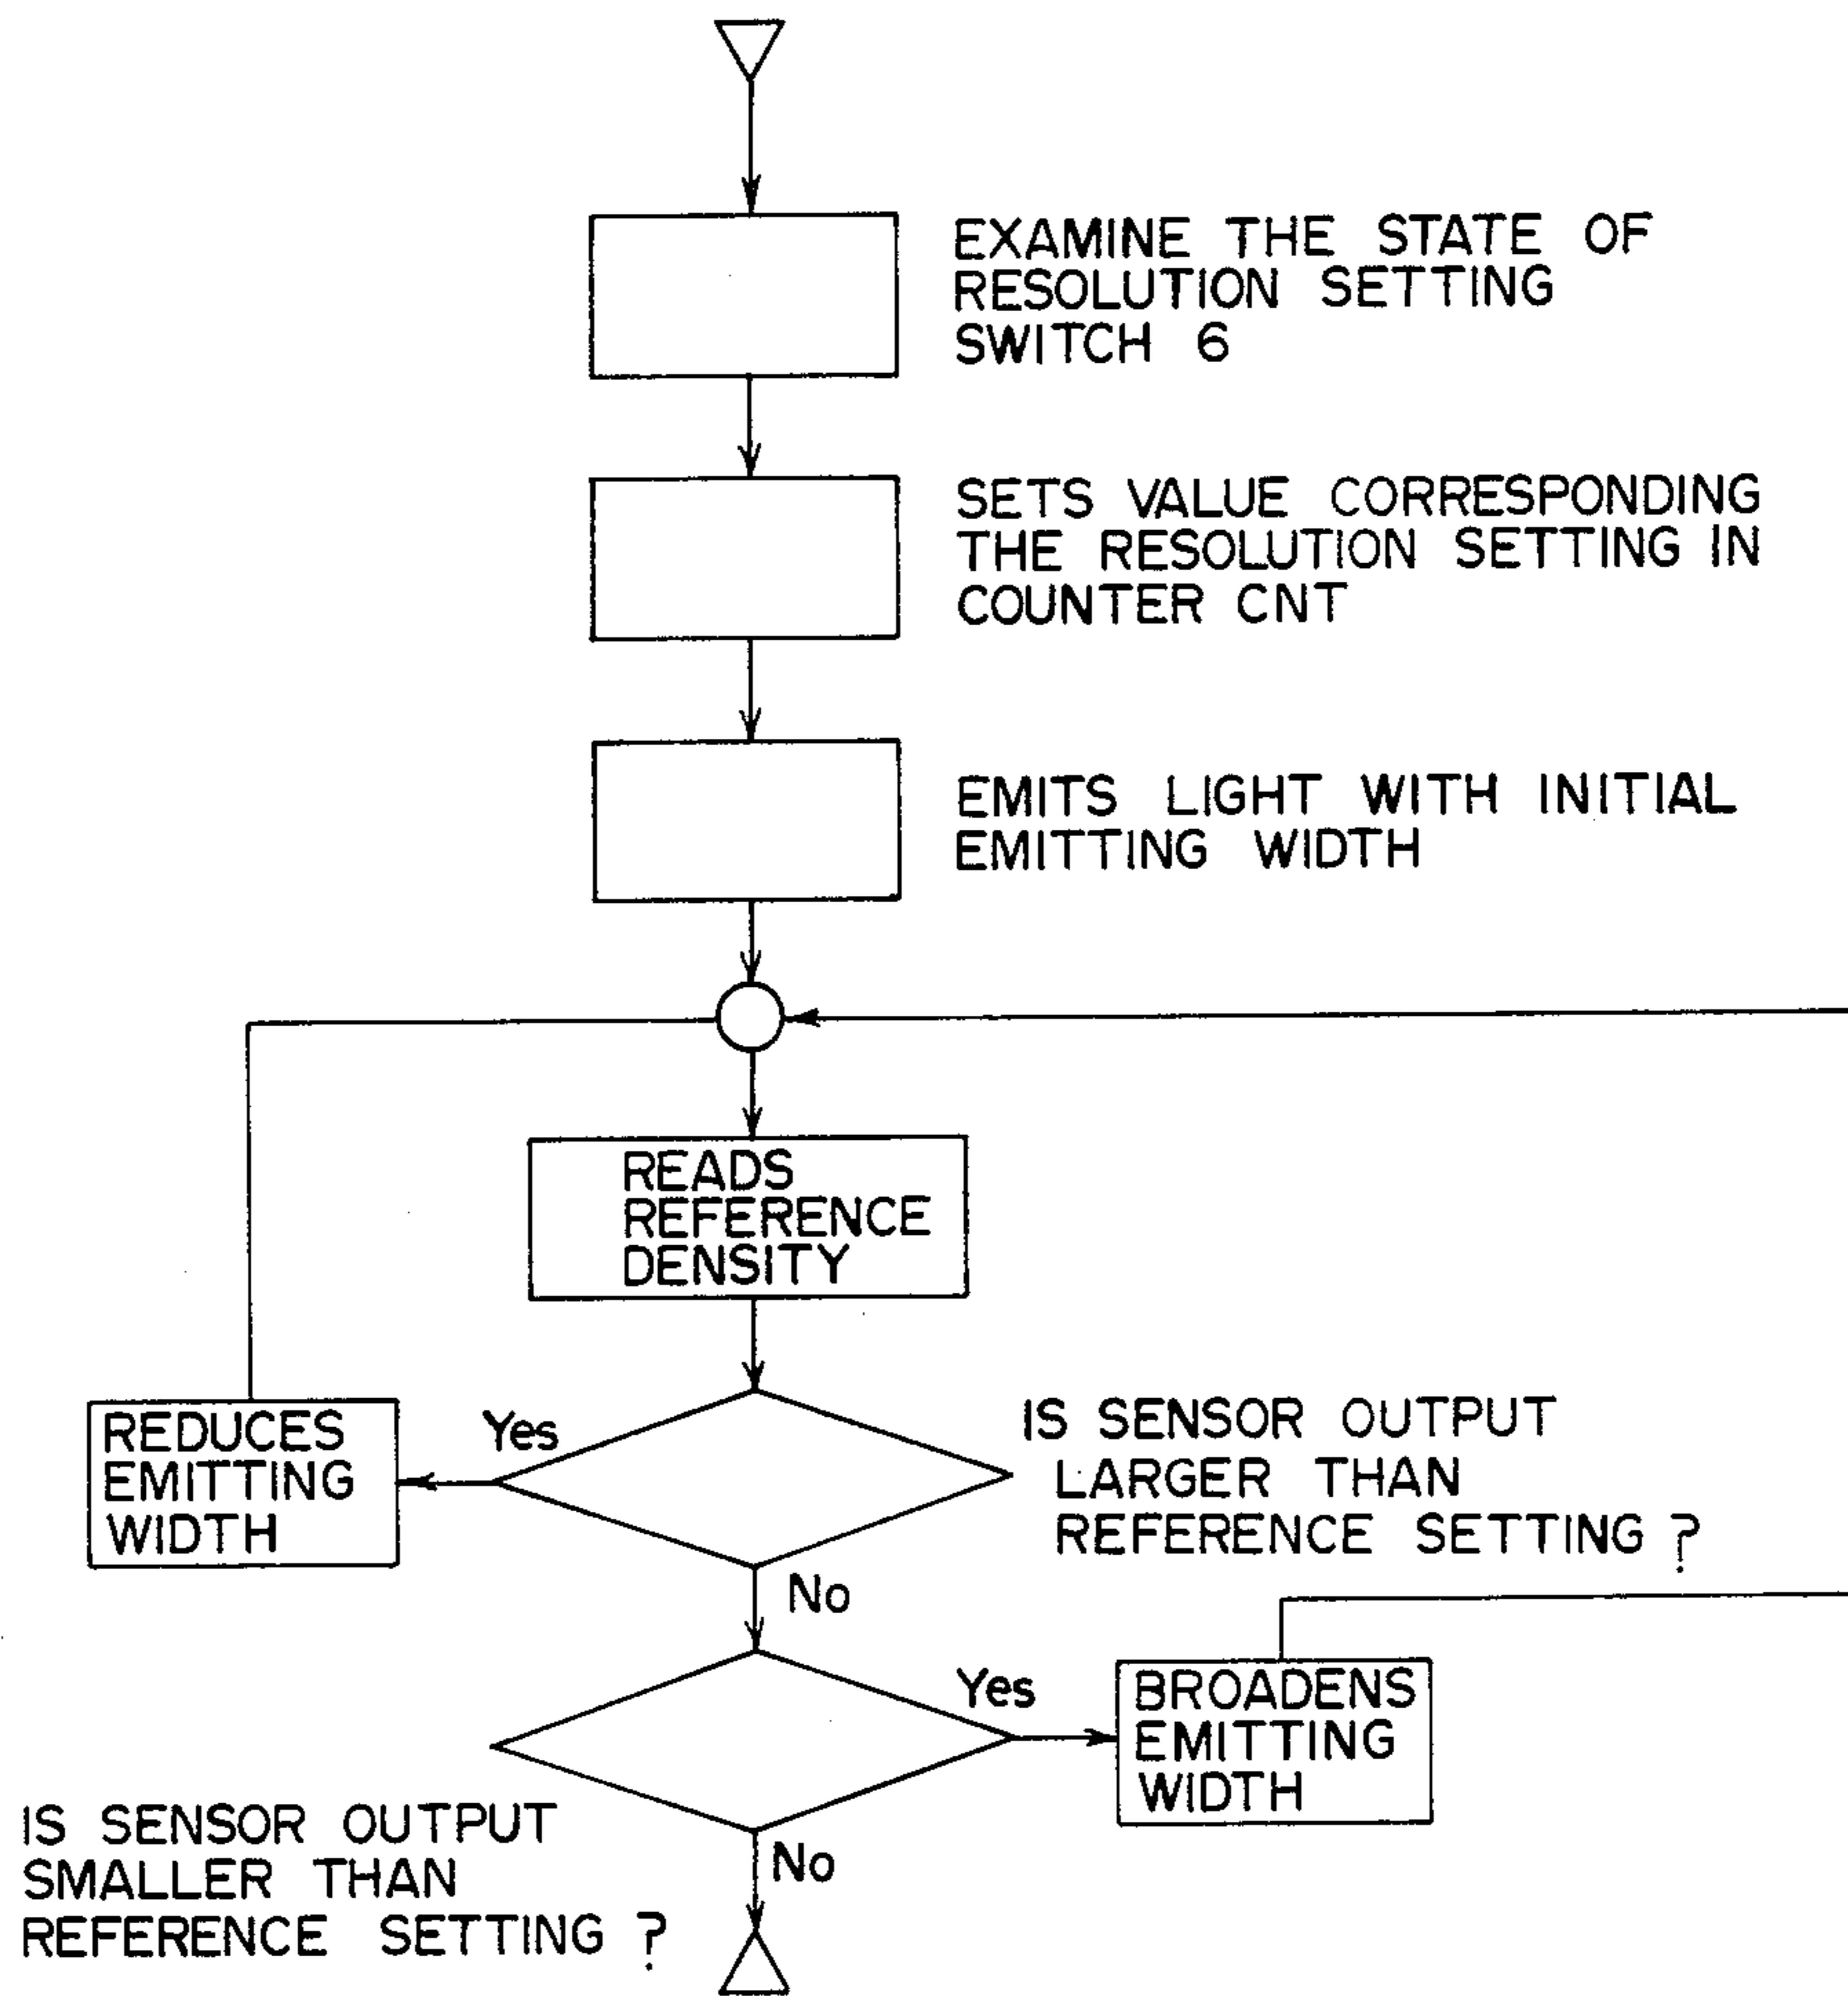 EXAMINE THE STATE OF
RESOLUTION SETTING
SWITCH 6
SETS VALUE CORRESPONDING
THE RESOLUTION SETTING IN
COUNTER CNT
EMITS LIGHT WITH INITIAL
EMITTING WIDTH
READS
REFERENCE
DENSITY
REDUCES
EMITTING
WIDTH
Yes
IS SENSOR OUTPUT
LARGER THAN
REFERENCE SETTING ?
No
Yes
BROADENS
EMITTING
WIDTH
IS SENSOR OUTPUT
SMALLER THAN
REFERENCE SETTING ?
No